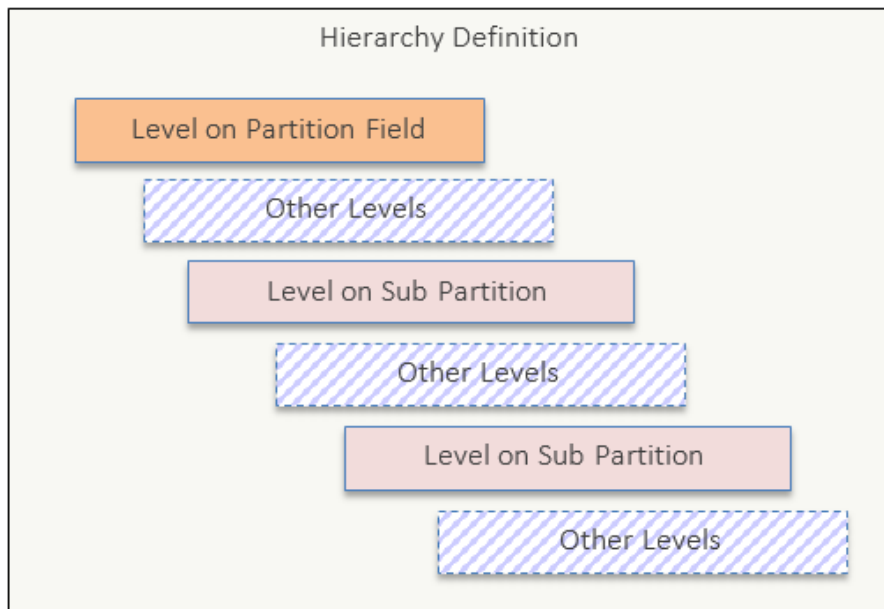 Hierarchy Definition
Level on Partition Field
Other Levels
Level on Sub Partition
Other Levels
Level on Sub Partition
Other Levels